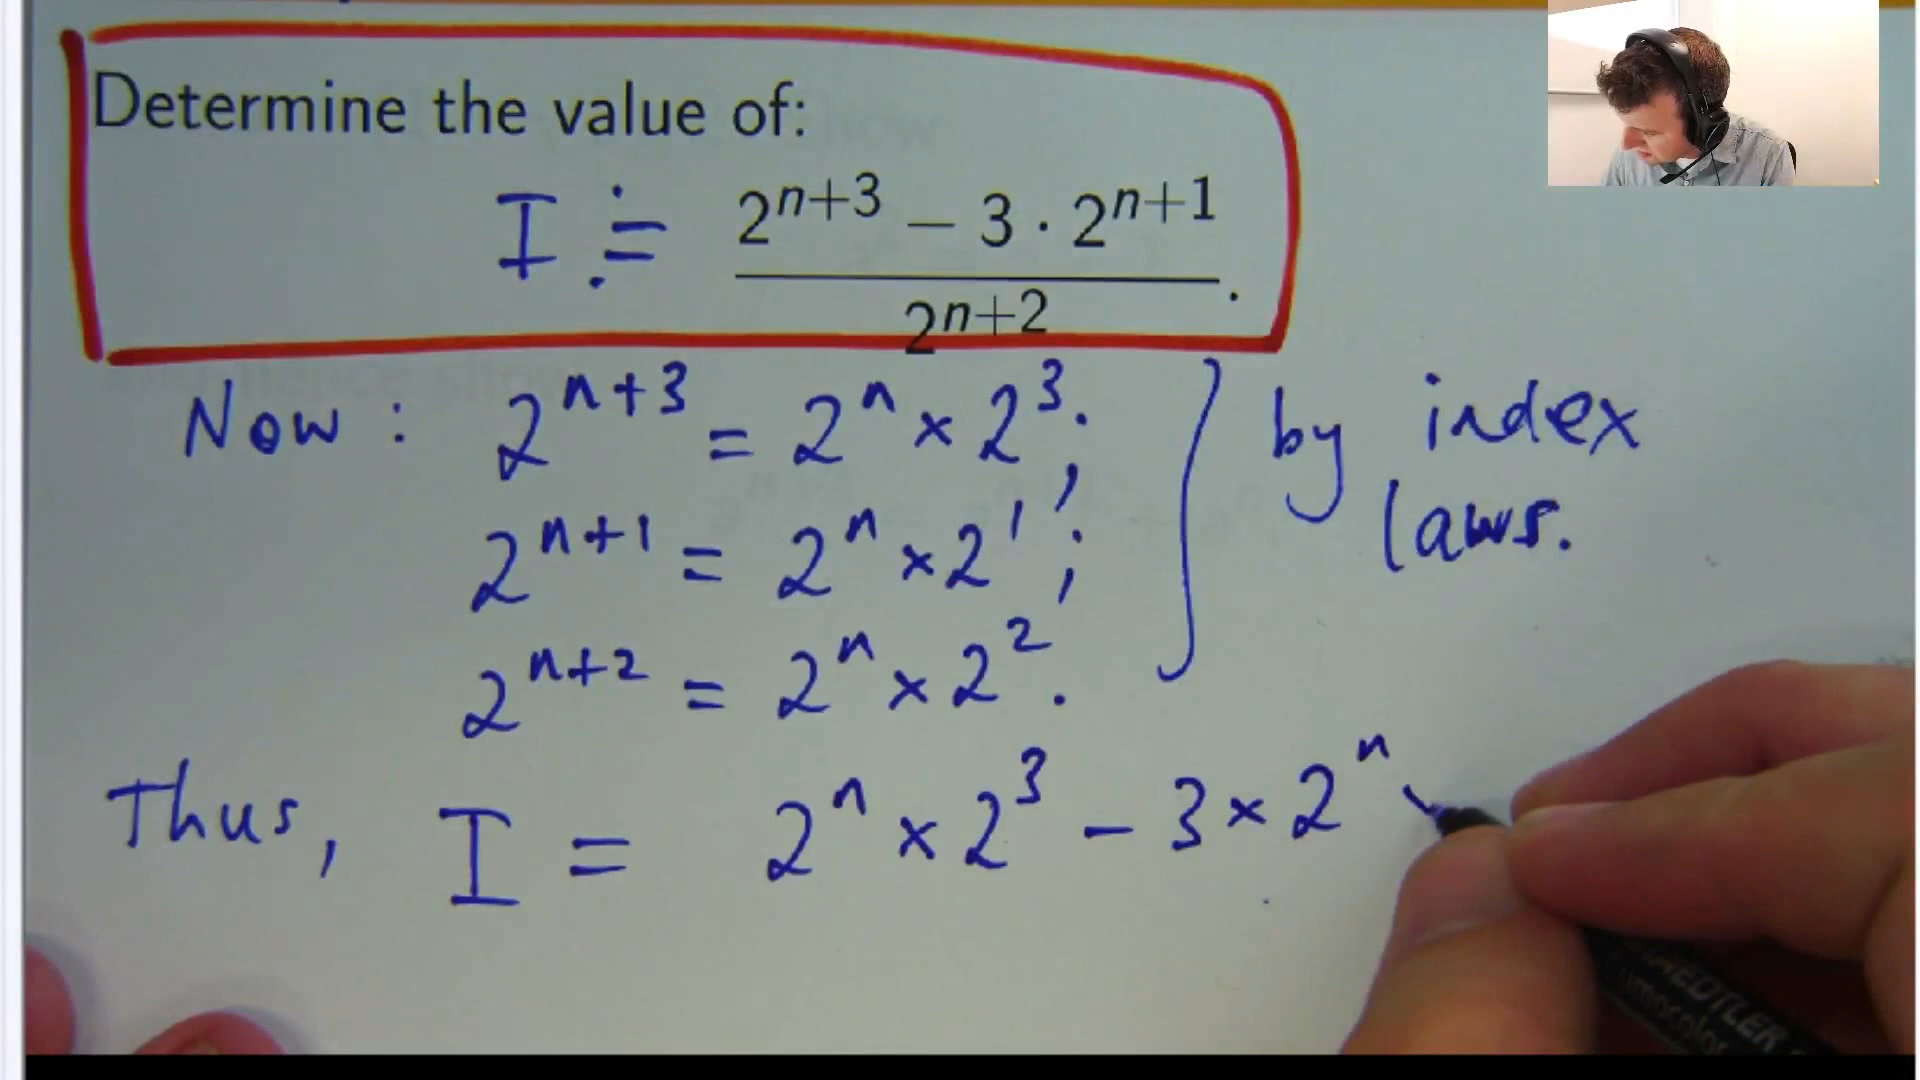 Determine the value of:
I ≑ (2^{n+3} − 3 · 2^{n+1}) / 2^{n+2}.
Now : 2^{n+3} = 2^n × 2^3;
2^{n+1} = 2^n × 2^1;
2^{n+2} = 2^n × 2^2.
by index
laws.
Thus, I = 2^n × 2^3 − 3 × 2^n
STAEDTLER